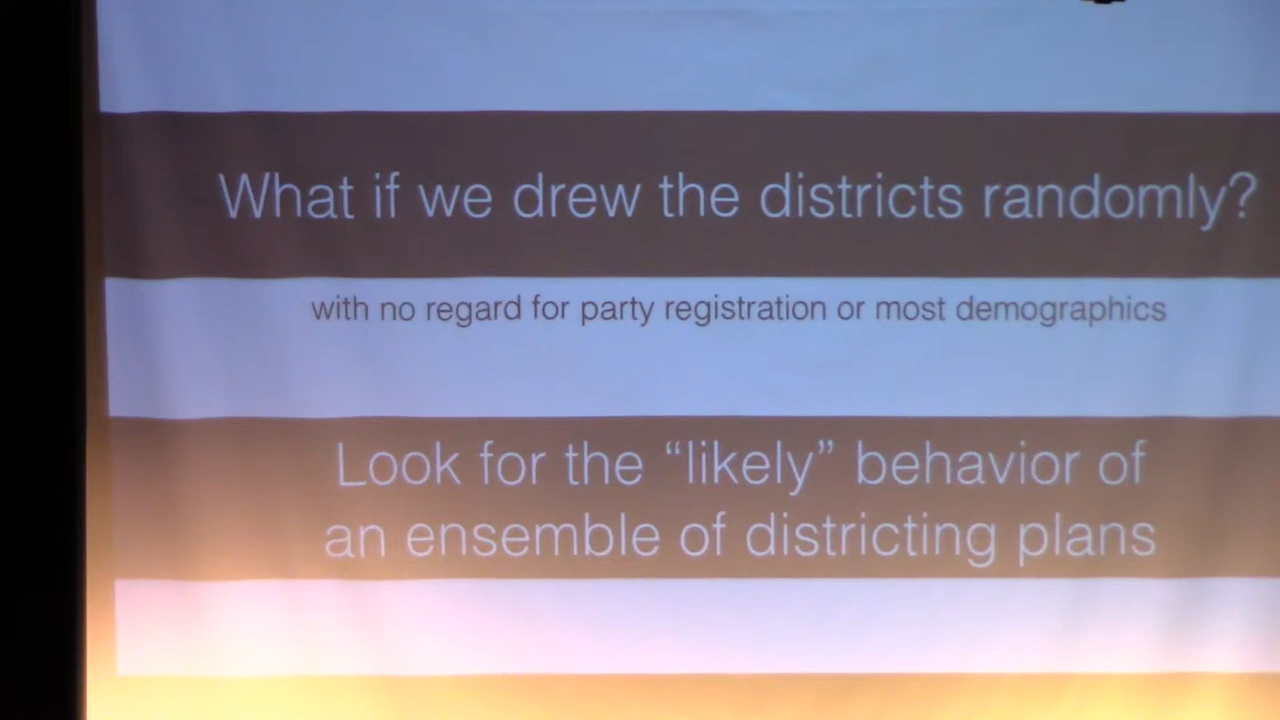 What if we drew the districts randomly?
with no regard for party registration or most demographics
Look for the “likely” behavior of
an ensemble of districting plans